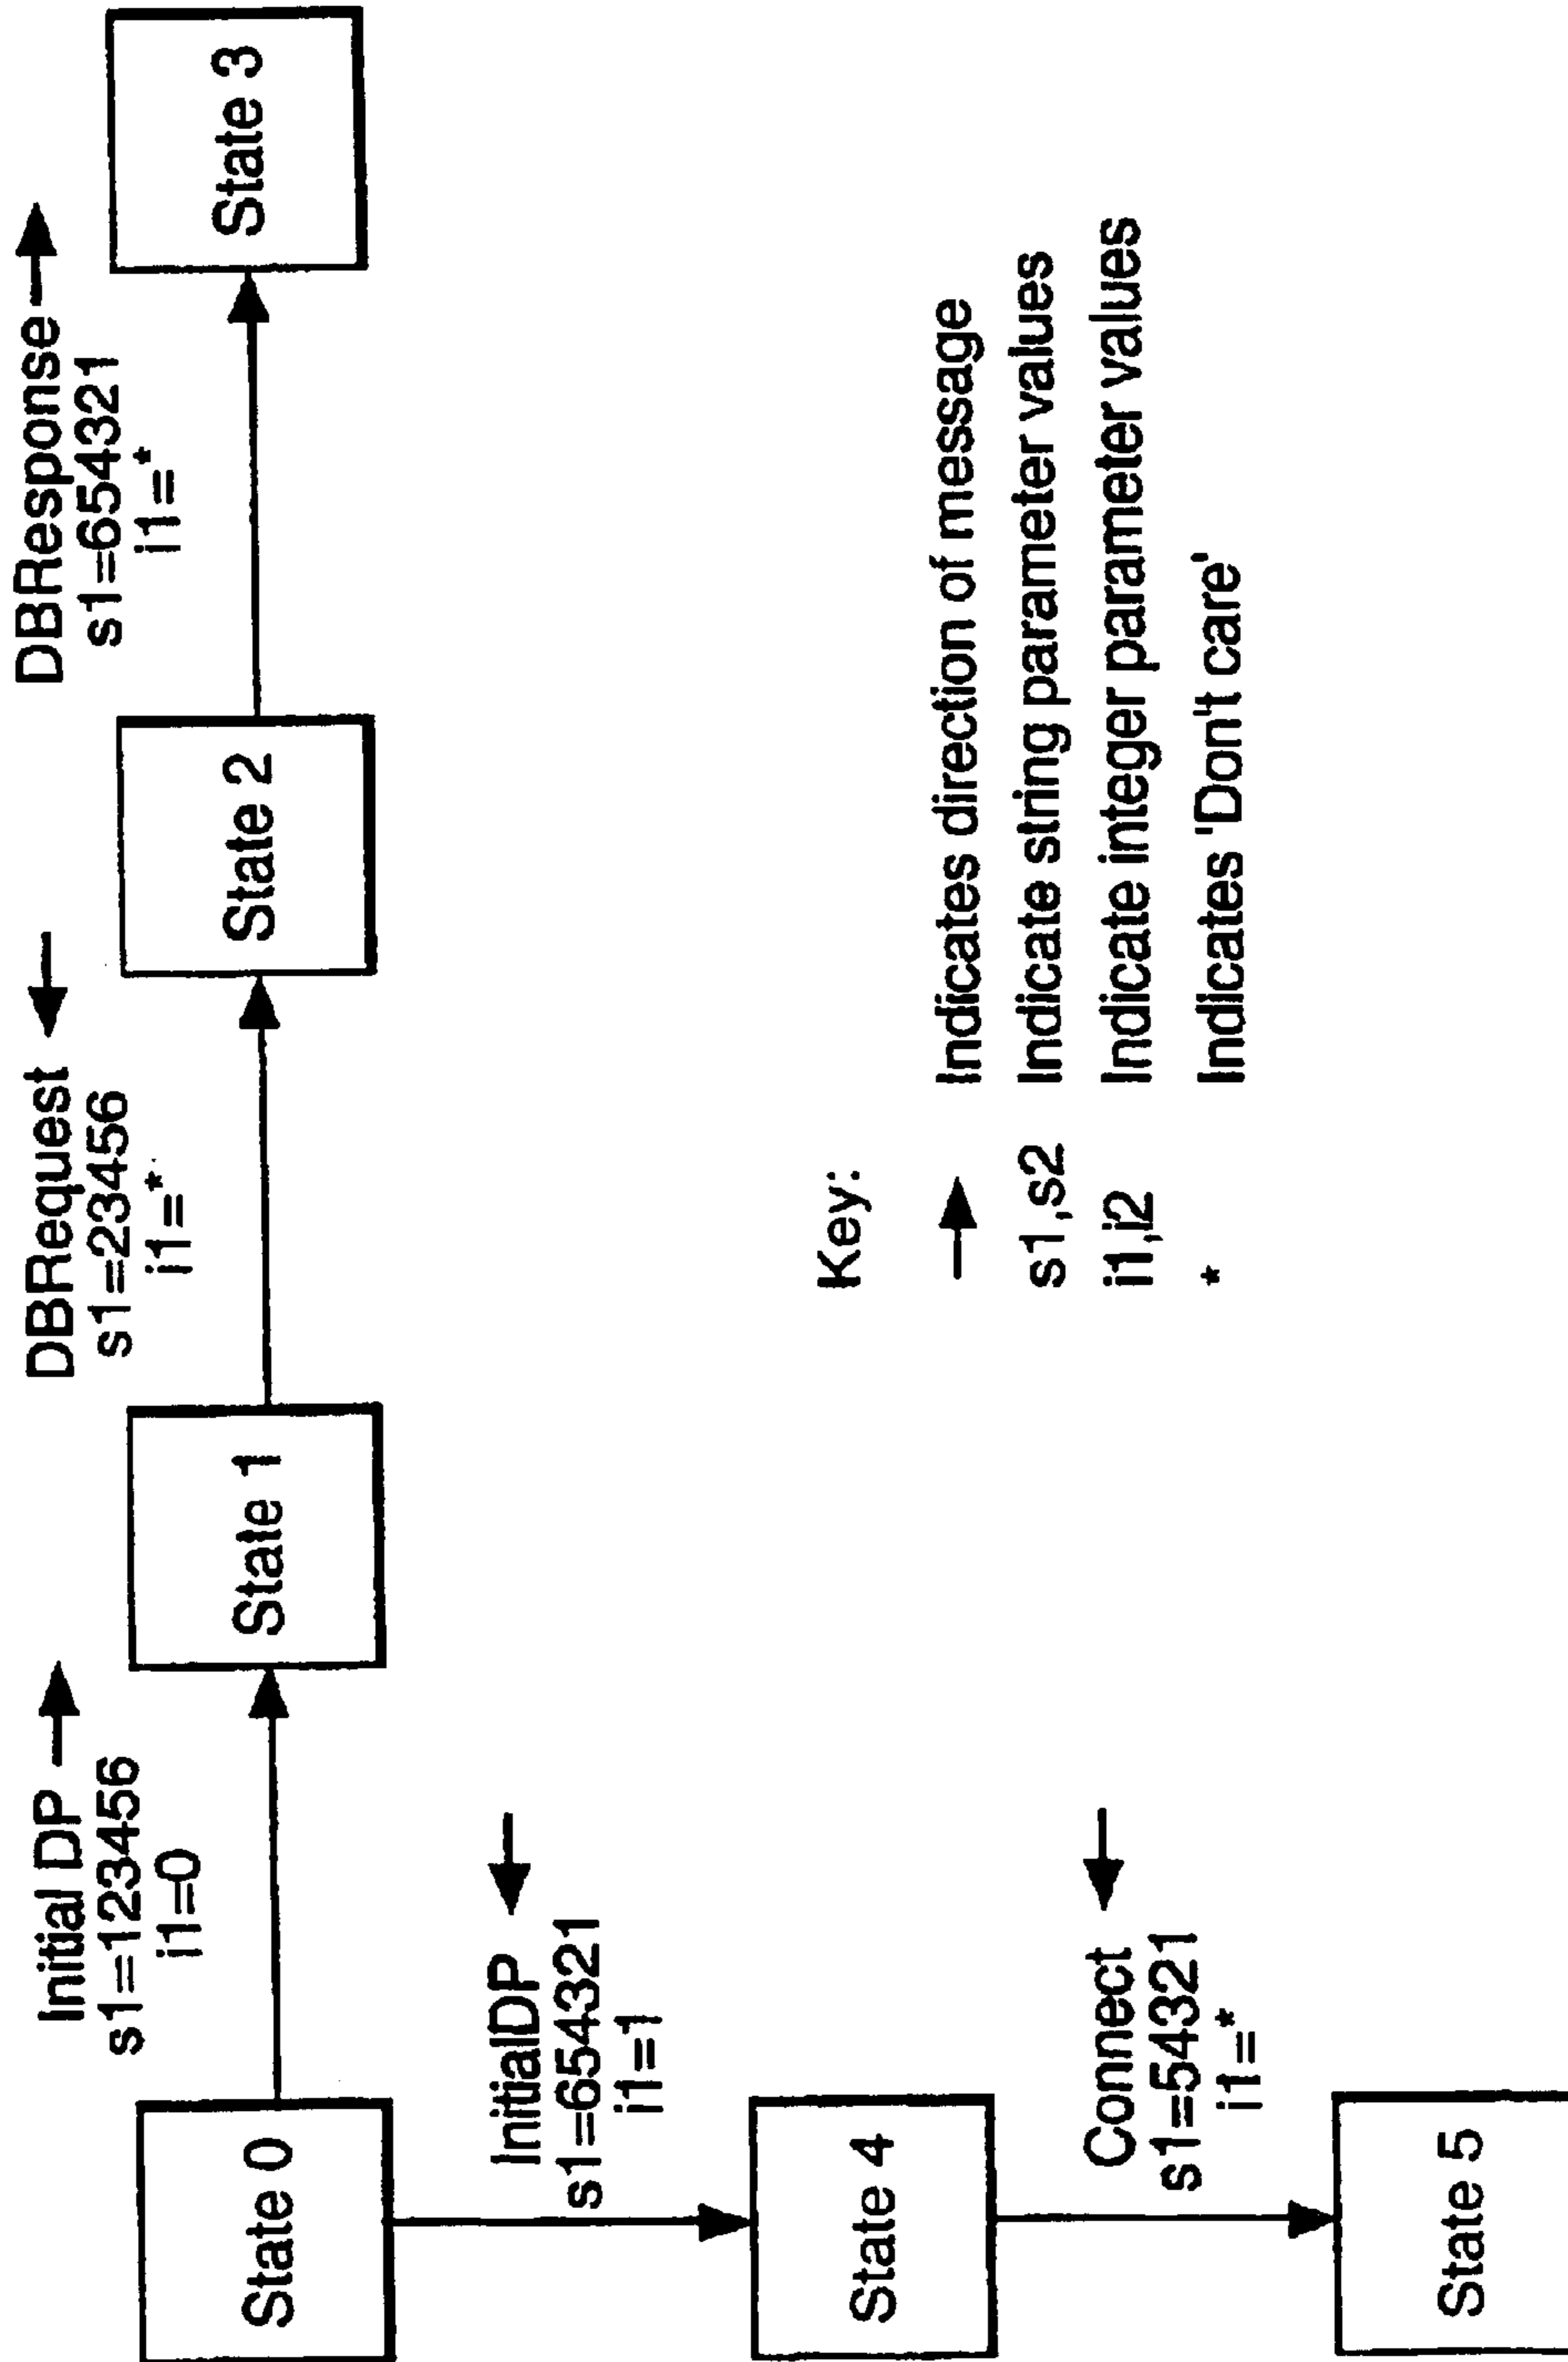 Initial DP
s1=123456
i1=0
DBRequest
s1=23456
i1=*
DBResponse
s1=654321
i1=*
State 0
State 1
State 2
State 3
InitialDP
s1=654321
i1=1
State 4
Connect
s1=54321
i1=*
State 5
Key:
Indicates direction of message
s1,s2 Indicate string parameter values
i1,i2 Indicate integer parameter values
* Indicates 'Don't care'